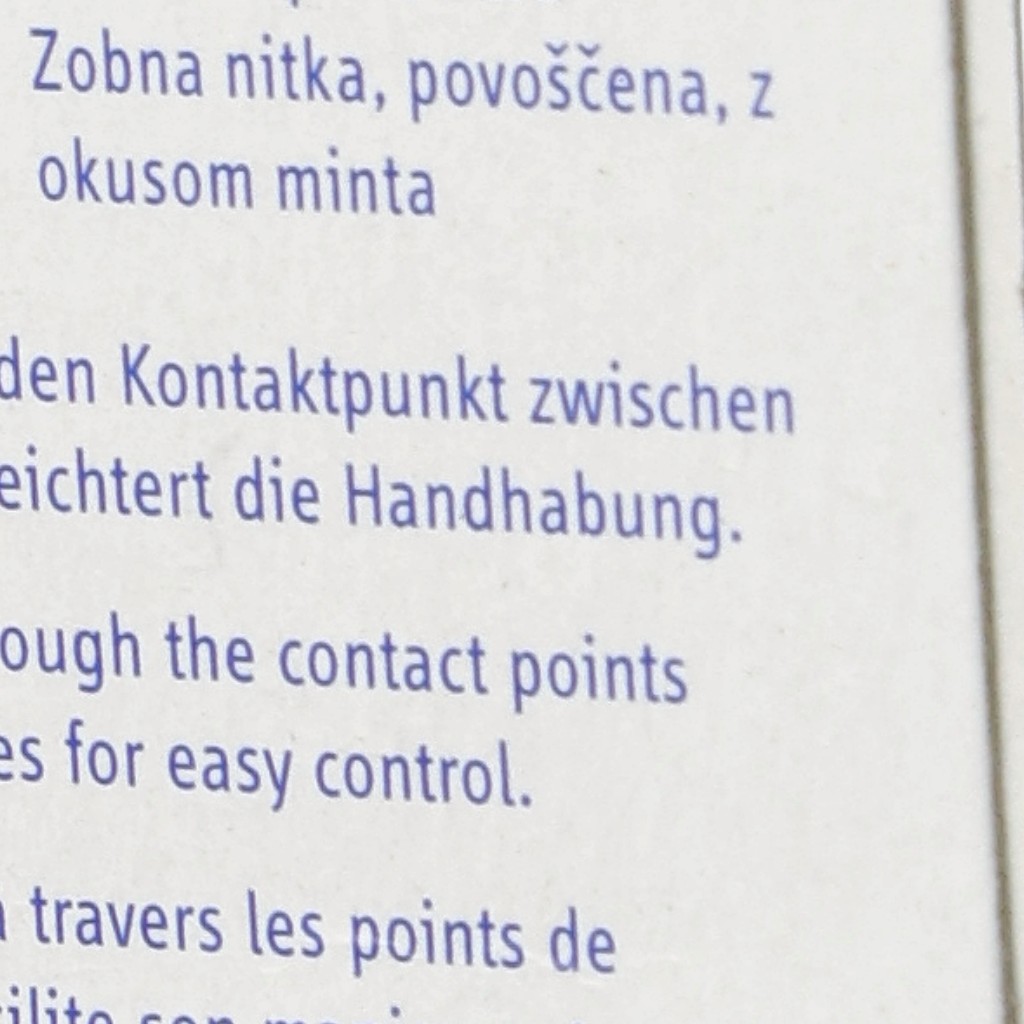 Zobna nitka, povoščena, z
okusom minta
den Kontaktpunkt zwischen
eichtert die Handhabung.
ough the contact points
es for easy control.
travers les points de